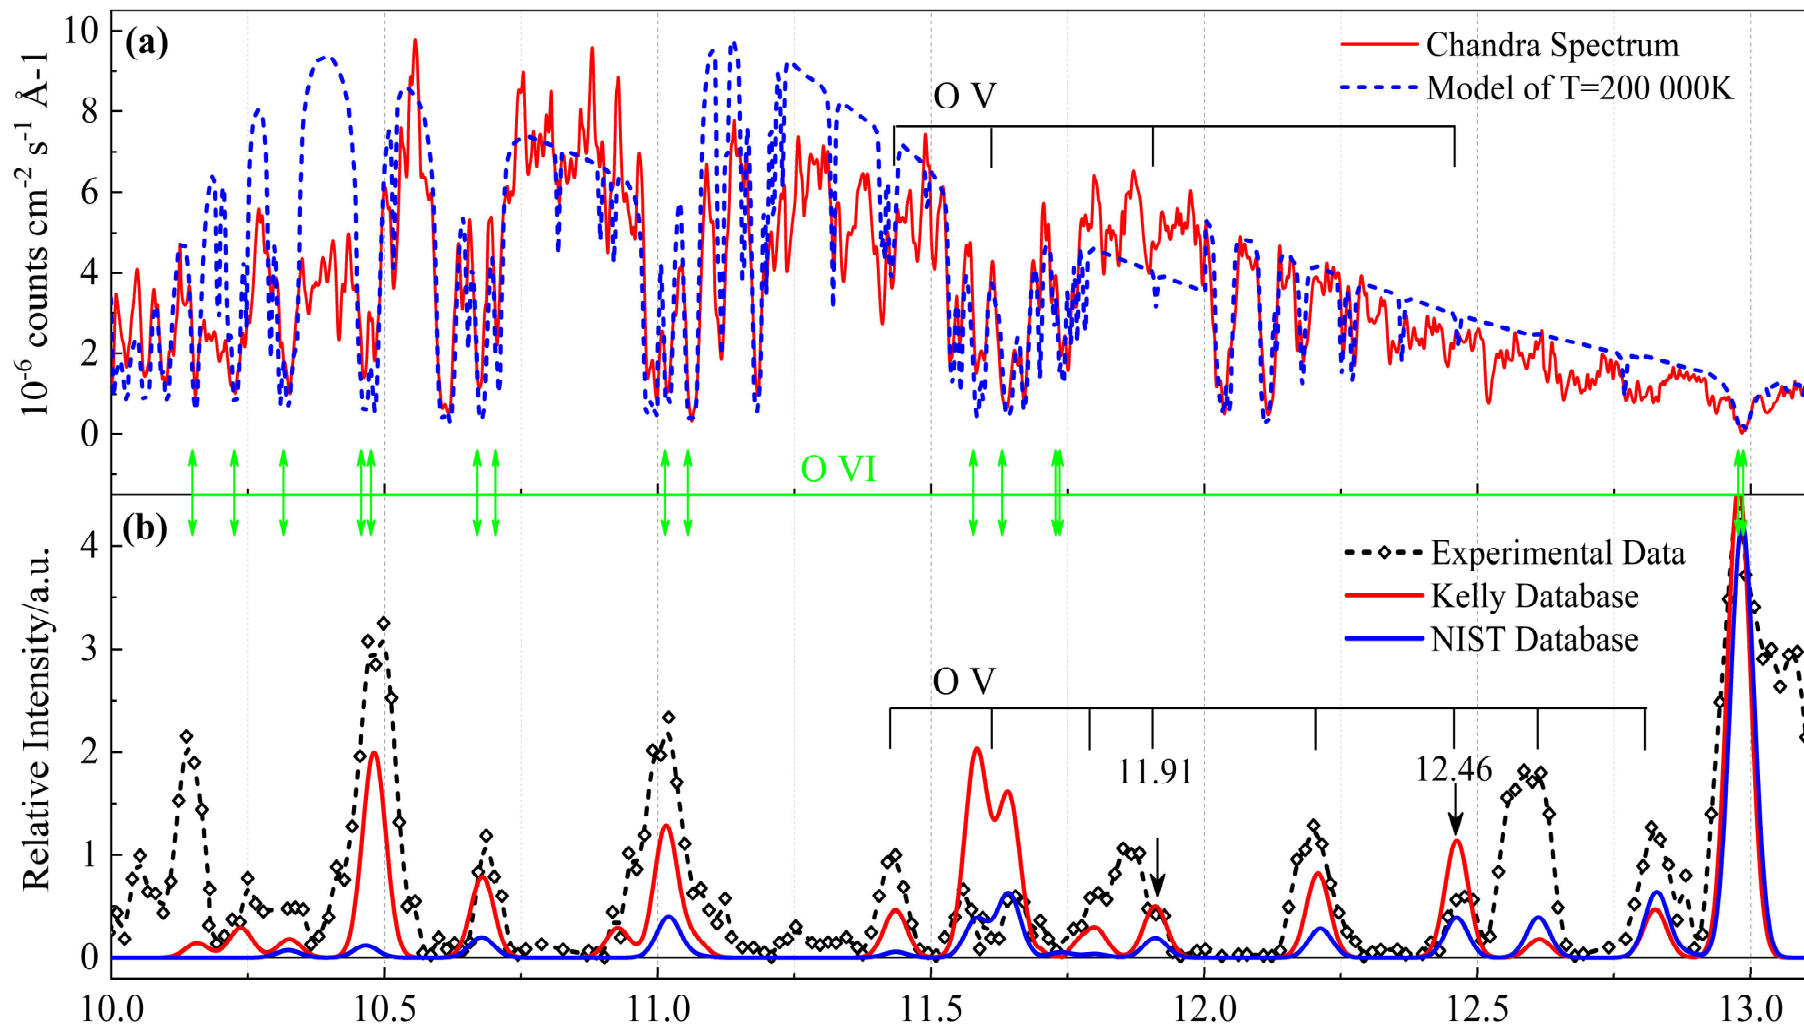 (a)
Chandra Spectrum
Model of T=200 000K
O V
10
8
6
4
2
0
10⁻⁶ counts cm⁻² s⁻¹ Å-1
O VI
(b)
Experimental Data
Kelly Database
NIST Database
O V
11.91
12.46
4
3
2
1
0
Relative Intensity/a.u.
10.0 10.5 11.0 11.5 12.0 12.5 13.0